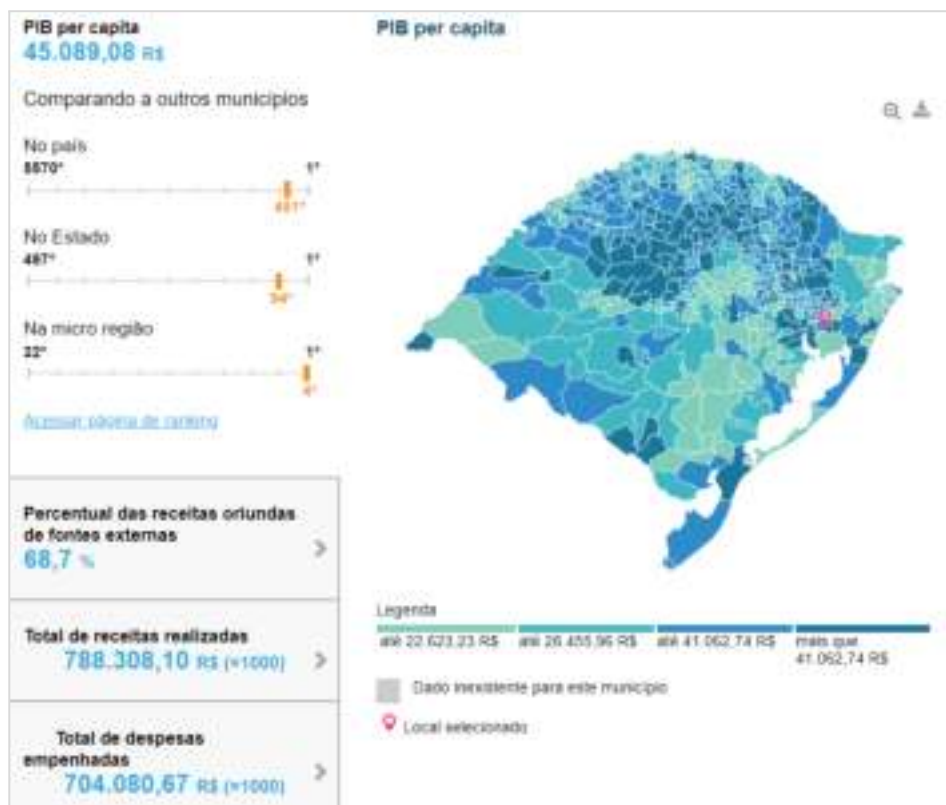 PIB per capita
45.089,08 R$
Comparando a outros municípios
No país
5570° 1°
No Estado
497° 1°
94°
Na micro região
22° 1°
4°
Acessar página de ranking
Percentual das receitas oriundas
de fontes externas
68,7 %
Total de receitas realizadas
788.308,10 R$ (×1000)
Total de despesas
empenhadas
704.080,67 R$ (×1000)
PIB per capita
Legenda
até 22.623,23 R$ até 28.455,96 R$ até 41.062,74 R$ mais que
41.062,74 R$
Dado inexistente para este município
Local selecionado